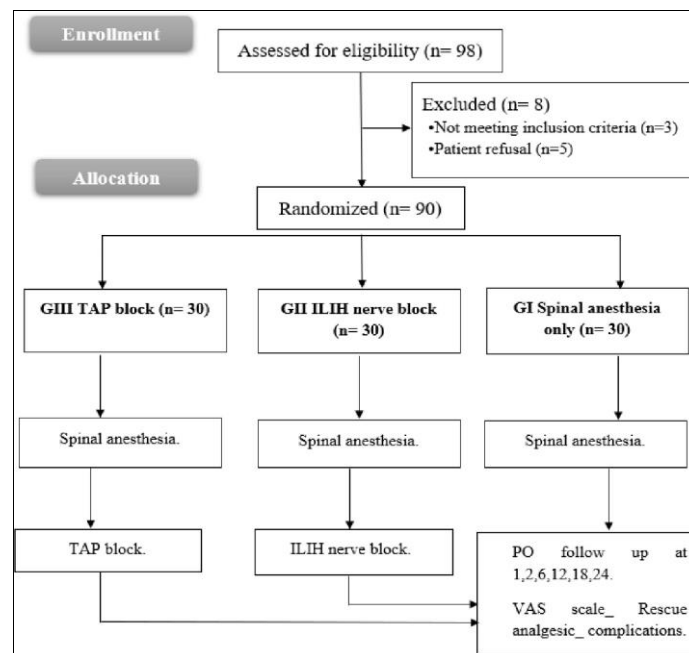 Enrollment
Assessed for eligibility (n= 98)
Excluded (n= 8)
•Not meeting inclusion criteria (n=3)
•Patient refusal (n=5)
Allocation
Randomized (n= 90)
GIII TAP block (n= 30)
GII ILIH nerve block
(n= 30)
GI Spinal anesthesia
only (n= 30)
Spinal anesthesia.
Spinal anesthesia.
Spinal anesthesia.
TAP block.
ILIH nerve block.
PO follow up at
1,2,6,12,18,24.
VAS scale_ Rescue
analgesic_ complications.